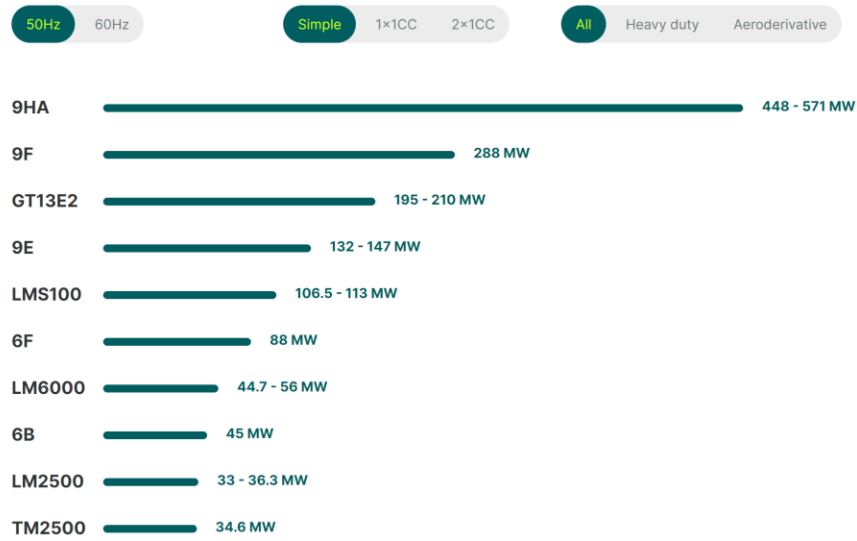 50Hz 60Hz Simple 1×1CC 2×1CC All Heavy duty Aeroderivative
9HA 448 - 571 MW
9F 288 MW
GT13E2 195 - 210 MW
9E 132 - 147 MW
LMS100 106.5 - 113 MW
6F 88 MW
LM6000 44.7 - 56 MW
6B 45 MW
LM2500 33 - 36.3 MW
TM2500 34.6 MW